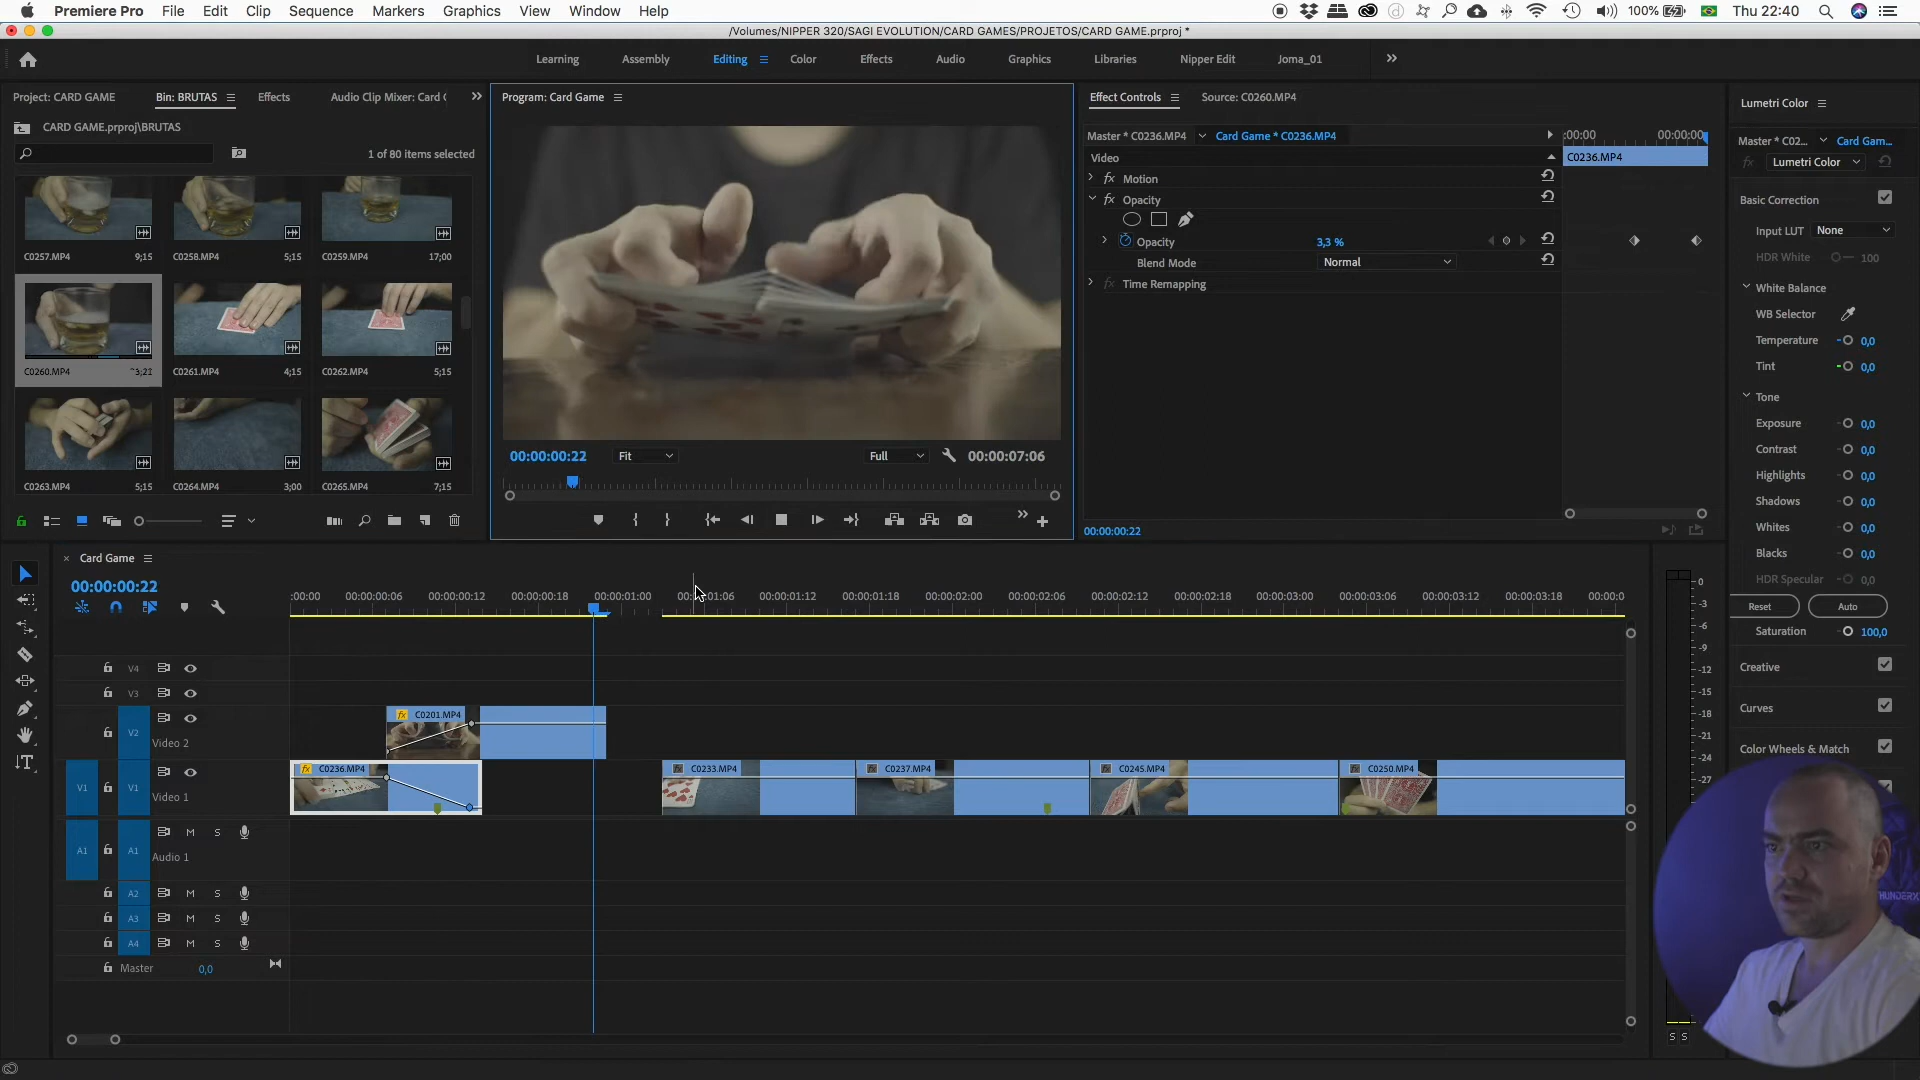 Premiere Pro File Edit Clip Sequence Markers Graphics View Window Help 100% Thu 22:40
/Volumes/NIPPER 320/SAGI EVOLUTION/CARD GAMES/PROJETOS/CARD GAME.prproj *
Learning Assembly Editing Color Effects Audio Graphics Libraries Nipper Edit Joma_01
Project: CARD GAME Bin: BRUTAS Effects Audio Clip Mixer: Card
CARD GAME.prproj\BRUTAS
1 of 80 items selected
C0257.MP4 9;15 C0258.MP4 5;15 C0259.MP4 17;00
C0260.MP4 3;21 C0261.MP4 4;15 C0262.MP4 5;15
C0263.MP4 5;15 C0264.MP4 3;00 C0265.MP4 7;15
Program: Card Game
00:00:00:22 Fit Full 00:00:07:06
Effect Controls Source: C0260.MP4
Master * C0236.MP4 Card Game * C0236.MP4 :00:00 00:00:00
Video C0236.MP4
fx Motion
fx Opacity
Opacity 3,3 %
Blend Mode Normal
fx Time Remapping
00:00:00:22
Lumetri Color
Master * C02... Card Gam...
fx Lumetri Color
Basic Correction
Input LUT None
HDR White 100
White Balance
WB Selector
Temperature 0,0
Tint 0,0
Tone
Exposure 0,0
Contrast 0,0
Highlights 0,0
Shadows 0,0
Whites 0,0
Blacks 0,0
HDR Specular 0,0
Reset Auto
Saturation 100,0
Creative
Curves
Color Wheels & Match
Card Game
00:00:00:22
:00:00 00:00:00:06 00:00:00:12 00:00:00:18 00:00:01:00 00:00:01:06 00:00:01:12 00:00:01:18 00:00:02:00 00:00:02:06 00:00:02:12 00:00:02:18 00:00:03:00 00:00:03:06 00:00:03:12 00:00:03:18 00:00:0
V4
V3
V2 Video 2 fx C0201.MP4
V1 V1 Video 1 fx C0236.MP4 fx C0233.MP4 fx C0237.MP4 fx C0245.MP4 fx C0250.MP4
A1 A1 M S Audio 1
A2 M S
A3 M S
A4 M S
Master 0,0
0
-3
-6
-9
-12
-15
-18
-21
-24
-27
S S